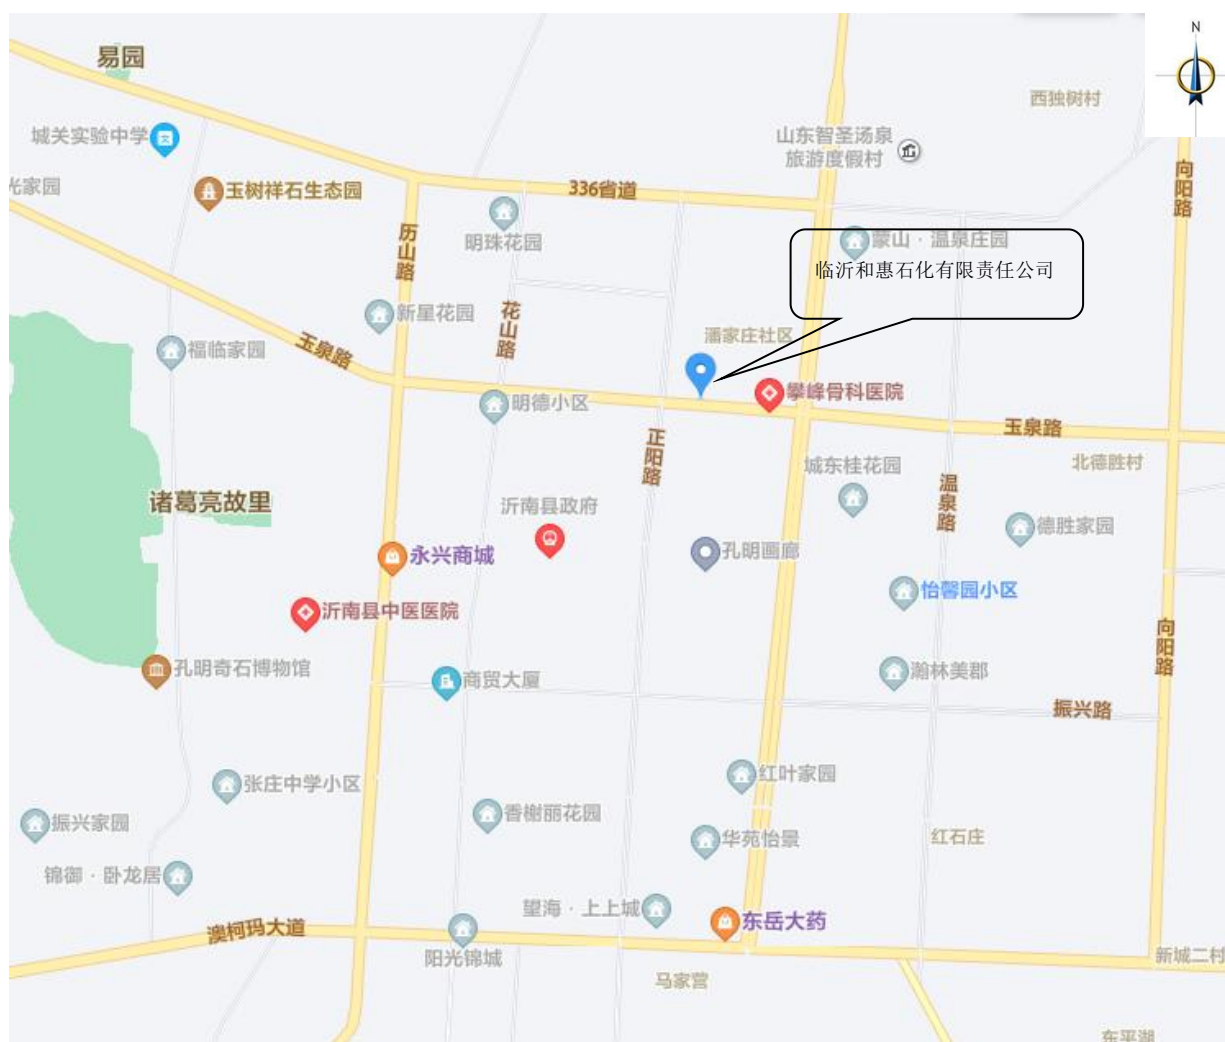 N
易园
西独树村
城关实验中学
文
山东智圣汤泉
旅游度假村
向阳路
光家园
玉树祥石生态园
336省道
明珠花园
历山路
蒙山·温泉庄园
临沂和惠石化有限责任公司
新星花园
花山路
潘家庄社区
福临家园
玉泉路
明德小区
攀峰骨科医院
玉泉路
正阳路
城东桂花园
北德胜村
诸葛亮故里
沂南县政府
温泉路
德胜家园
永兴商城
孔明画廊
怡馨园小区
沂南县中医医院
向阳路
孔明奇石博物馆
商贸大厦
瀚林美郡
振兴路
张庄中学小区
红叶家园
振兴家园
香榭丽花园
华苑怡景
红石庄
锦御·卧龙居
望海·上上城
东岳大药
澳柯玛大道
阳光锦城
新城二村
马家营
东平湖